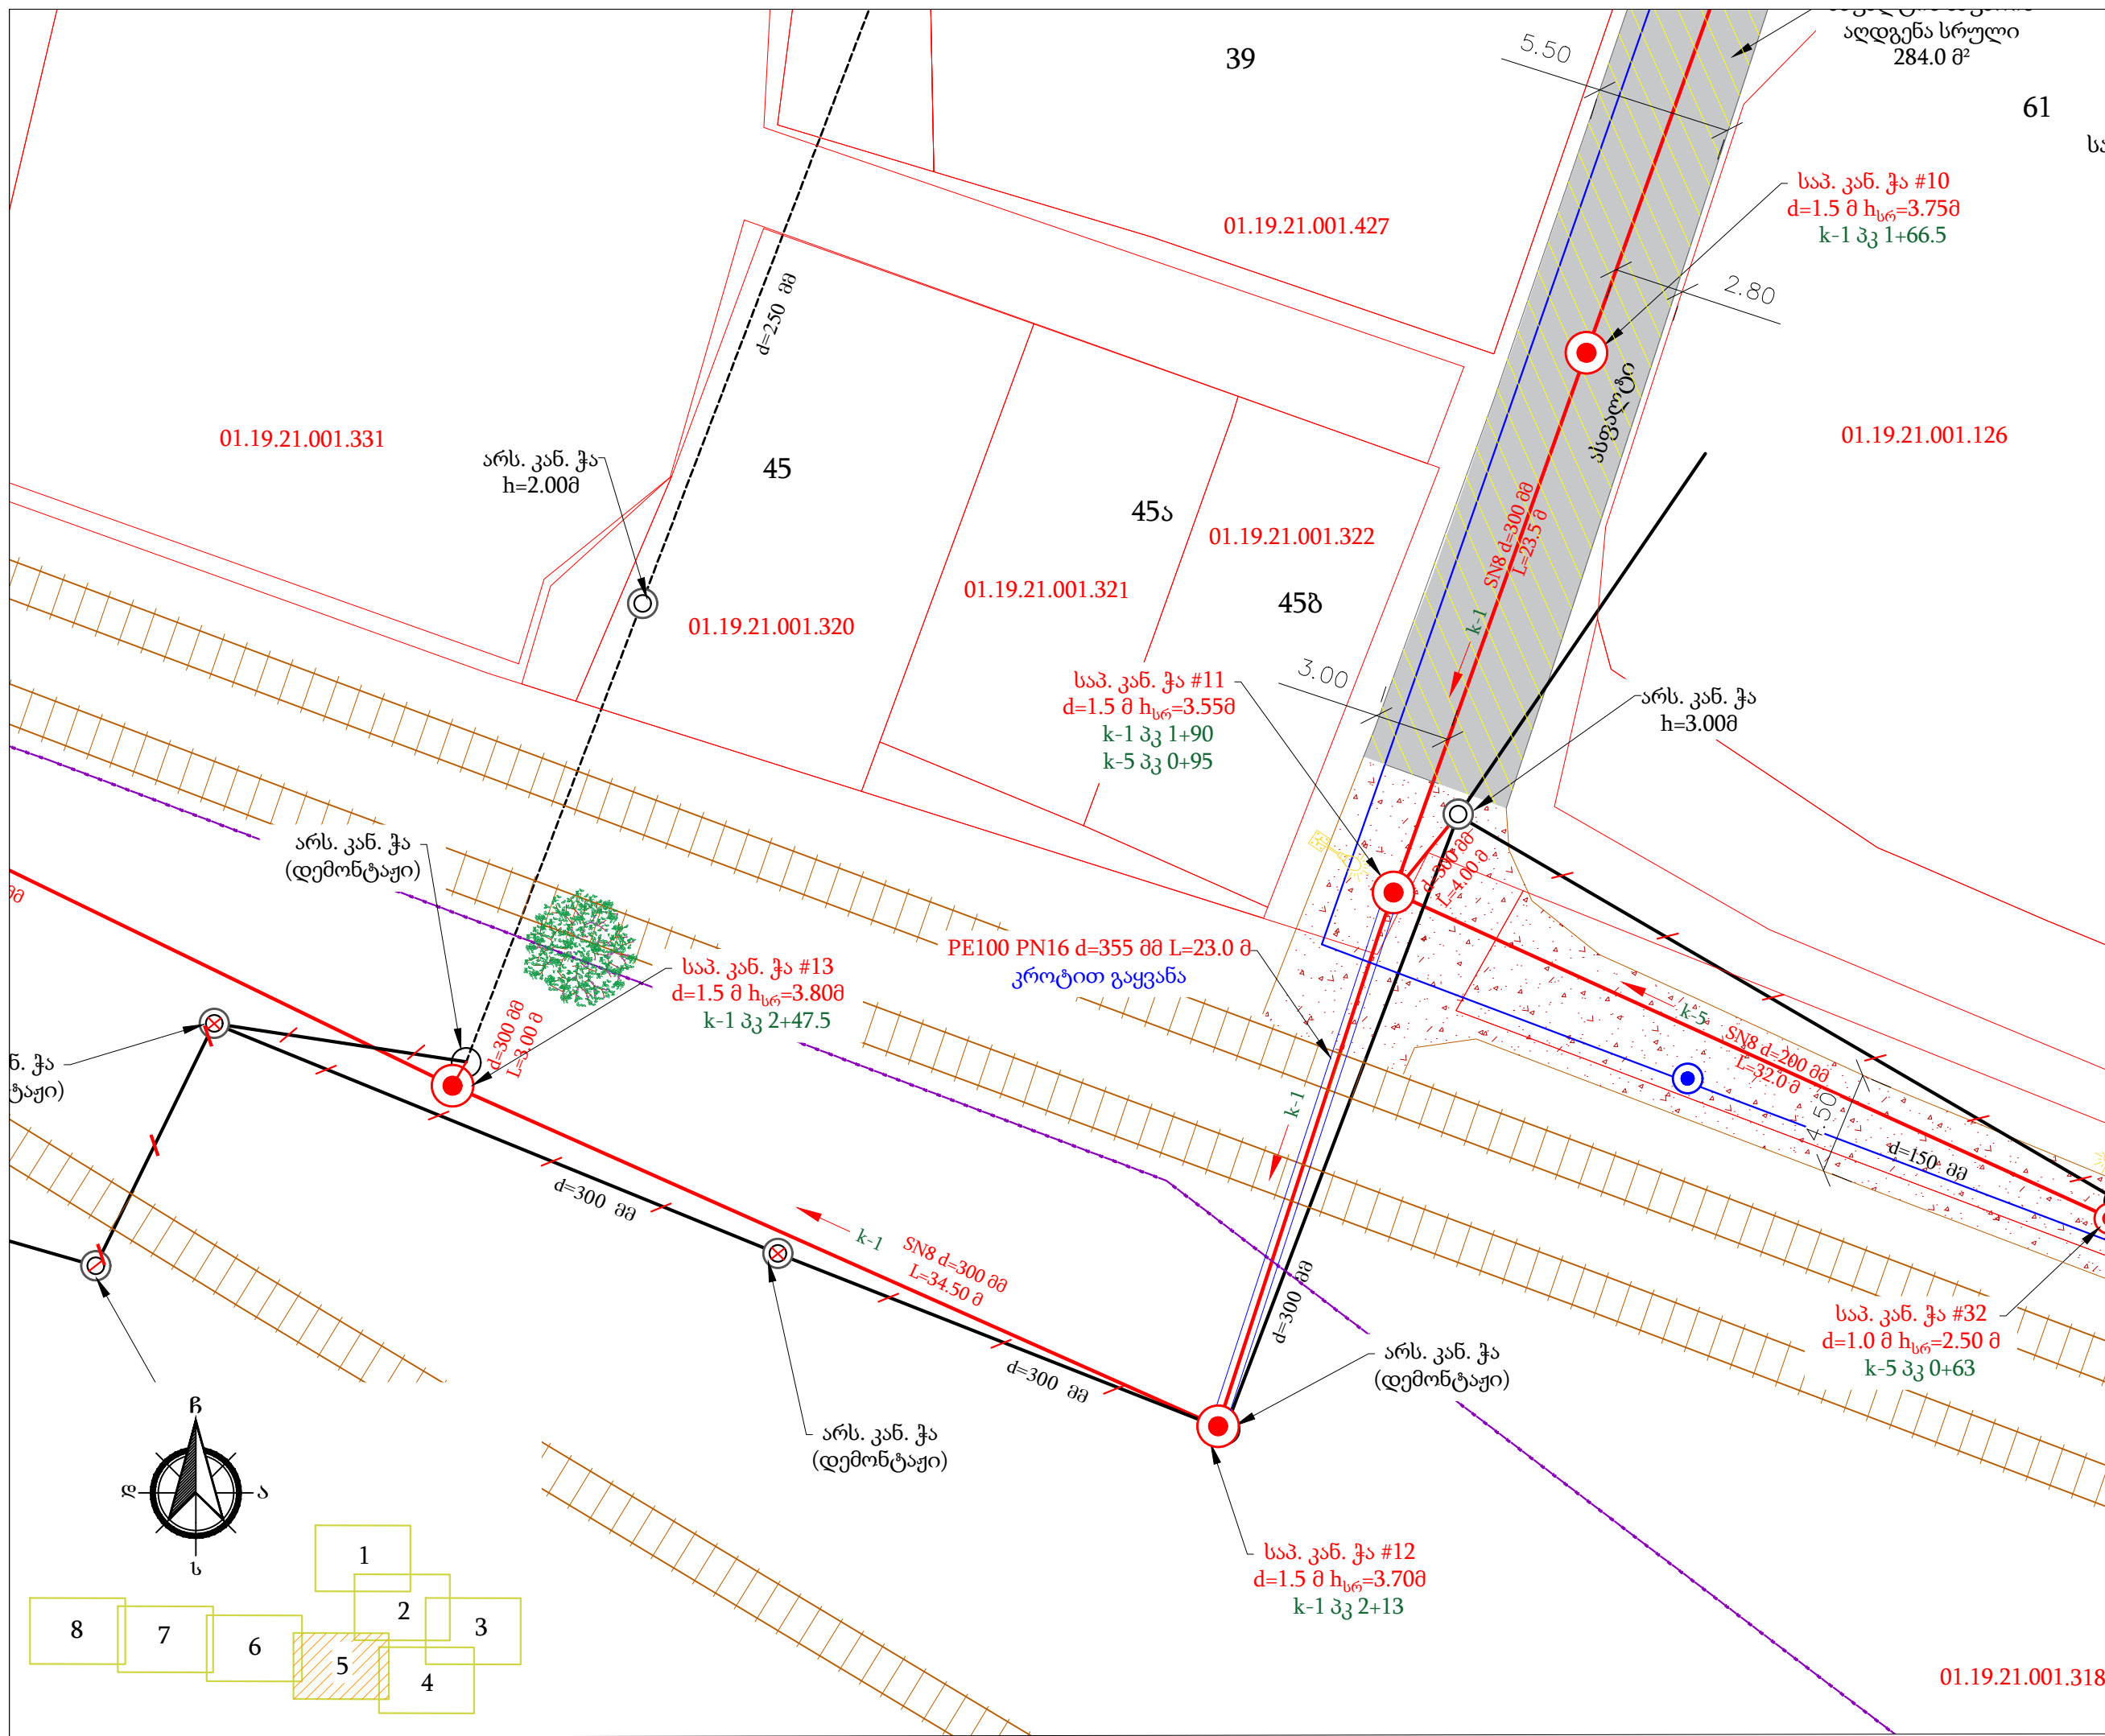 აღდგენა სრული
284.0 მ²
5.50
39
61
საპ. კან. ჭა #10
d=1.5 მ hსრ=3.75მ
k-1 პკ 1+66.5
01.19.21.001.427
2.80
d=250 მმ
ასფალტი
01.19.21.001.331
01.19.21.001.126
არს. კან. ჭა
h=2.00მ
45
45ა
01.19.21.001.322
SN8 d=300 მმ
L=23.5 მ
01.19.21.001.321
45ბ
01.19.21.001.320
k-1
3.00
საპ. კან. ჭა #11
d=1.5 მ hსრ=3.55მ
k-1 პკ 1+90
k-5 პკ 0+95
არს. კან. ჭა
h=3.00მ
არს. კან. ჭა
(დემონტაჟი)
d=300 მმ
L=4.00 მ
PE100 PN16 d=355 მმ L=23.0 მ
კროტით გაყვანა
საპ. კან. ჭა #13
d=1.5 მ hსრ=3.80მ
k-1 პკ 2+47.5
d=300 მმ
L=3.00 მ
k-5
SN8 d=200 მმ
L=32.0 მ
4.50
d=150 მმ
ჭა
k-1
d=300 მმ
k-1
SN8 d=300 მმ
L=34.50 მ
d=300 მმ
d=300 მმ
საპ. კან. ჭა #32
d=1.0 მ hსრ=2.50 მ
k-5 პკ 0+63
არს. კან. ჭა
(დემონტაჟი)
არს. კან. ჭა
(დემონტაჟი)
ჩ
დ
ა
ს
საპ. კან. ჭა #12
d=1.5 მ hსრ=3.70მ
k-1 პკ 2+13
1
2
3
8
7
6
5
4
01.19.21.001.318